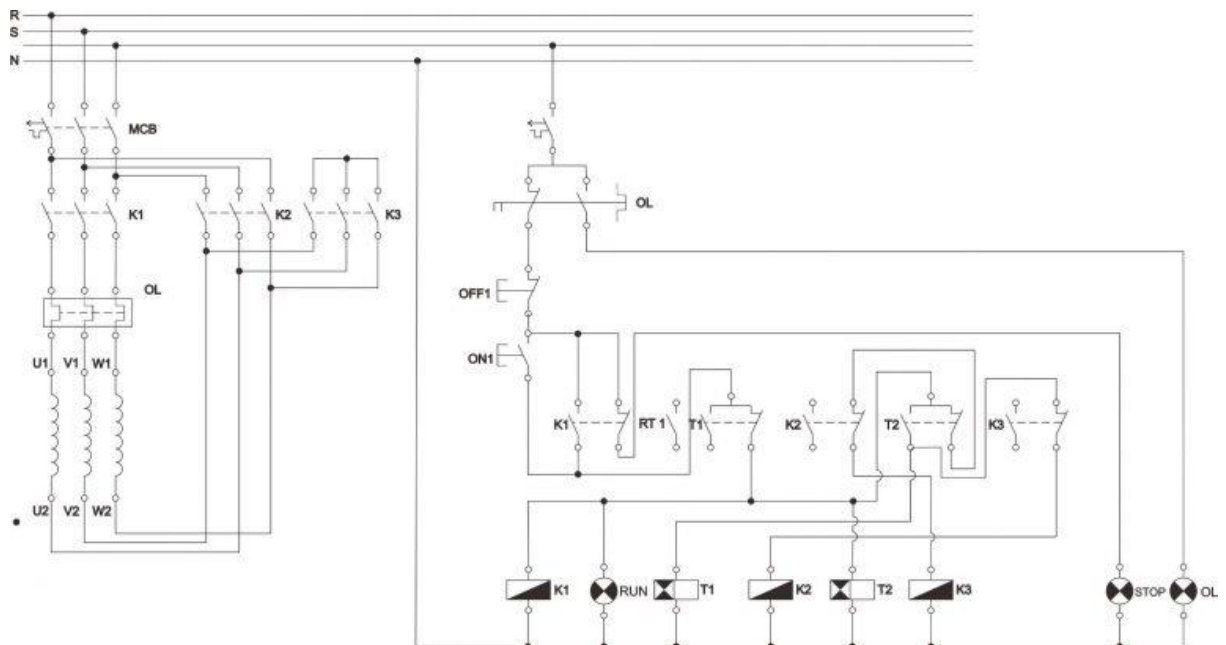 R
S
N
MCB
K1
K2
K3
OL
OL
U1
V1
W1
U2
V2
W2
OFF1
ON1
K1
RT 1
T1
K2
T2
K3
K1
RUN
T1
K2
T2
K3
STOP
OL